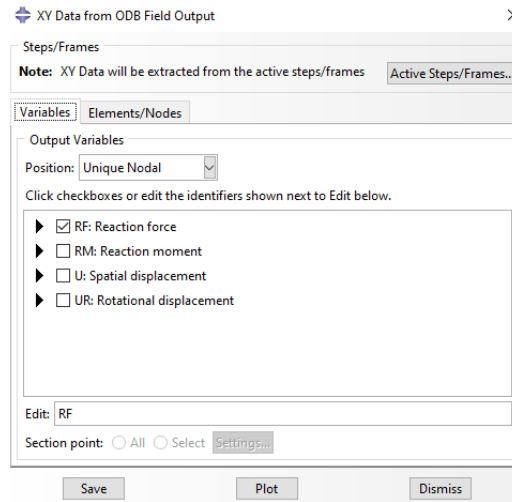 XY Data from ODB Field Output
Steps/Frames
Note: XY Data will be extracted from the active steps/frames Active Steps/Frames...
Variables Elements/Nodes
Output Variables
Position: Unique Nodal
Click checkboxes or edit the identifiers shown next to Edit below.
RF: Reaction force
RM: Reaction moment
U: Spatial displacement
UR: Rotational displacement
Edit: RF
Section point: All Select Settings...
Save Plot Dismiss